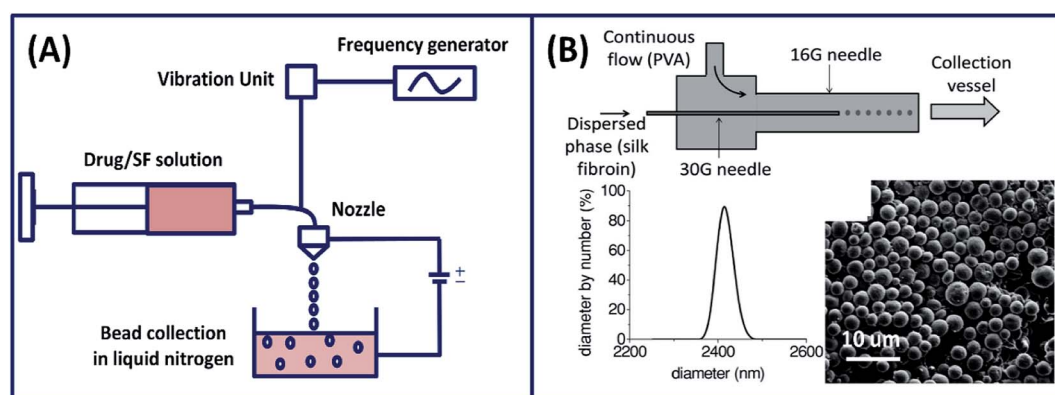 (A)
Frequency generator
Vibration Unit
Drug/SF solution
Nozzle
±
−
Bead collection
in liquid nitrogen
(B)
Continuous
flow (PVA)
16G needle
Collection
vessel
Dispersed
phase (silk
fibroin)
30G needle
diameter by number (%)
100
80
60
40
20
0
2200
2400
2600
diameter (nm)
10 um